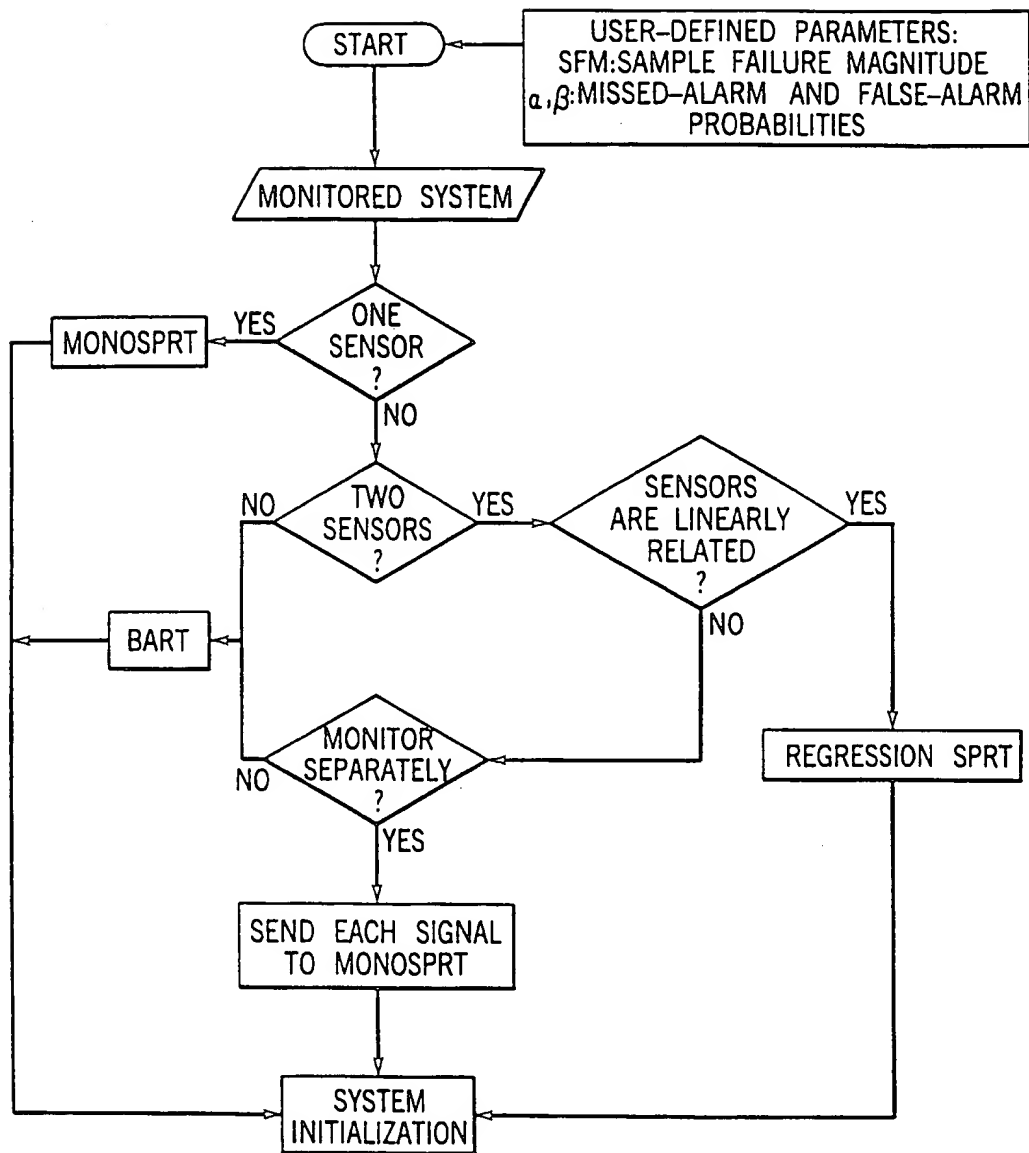 START
USER-DEFINED PARAMETERS:
SFM:SAMPLE FAILURE MAGNITUDE
α,β:MISSED-ALARM AND FALSE-ALARM
PROBABILITIES
MONITORED SYSTEM
ONE
SENSOR
?
YES
MONOSPRT
NO
TWO
SENSORS
?
NO
YES
SENSORS
ARE LINEARLY
RELATED
?
YES
NO
BART
MONITOR
SEPARATELY
?
NO
YES
REGRESSION SPRT
SEND EACH SIGNAL
TO MONOSPRT
SYSTEM
INITIALIZATION